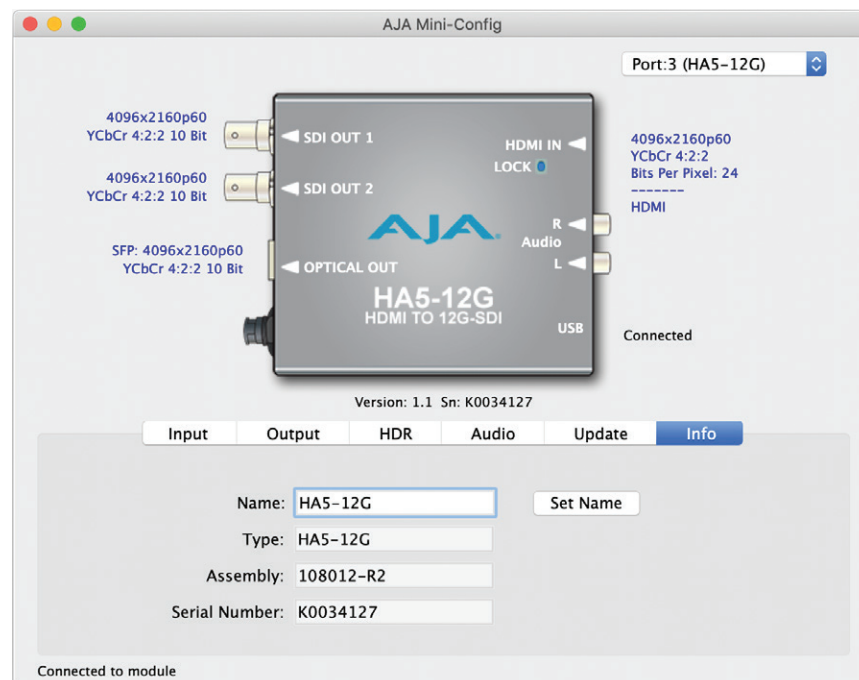 AJA Mini-Config
Port:3 (HA5-12G)
4096x2160p60
YCbCr 4:2:2 10 Bit
SDI OUT 1
HDMI IN
LOCK
4096x2160p60
YCbCr 4:2:2
Bits Per Pixel: 24
-------
HDMI
4096x2160p60
YCbCr 4:2:2 10 Bit
SDI OUT 2
AJA.
R
Audio
L
SFP: 4096x2160p60
YCbCr 4:2:2 10 Bit
OPTICAL OUT
HA5-12G
HDMI TO 12G-SDI
USB
Connected
Version: 1.1 Sn: K0034127
Input Output HDR Audio Update Info
Name: HA5-12G Set Name
Type: HA5-12G
Assembly: 108012-R2
Serial Number: K0034127
Connected to module